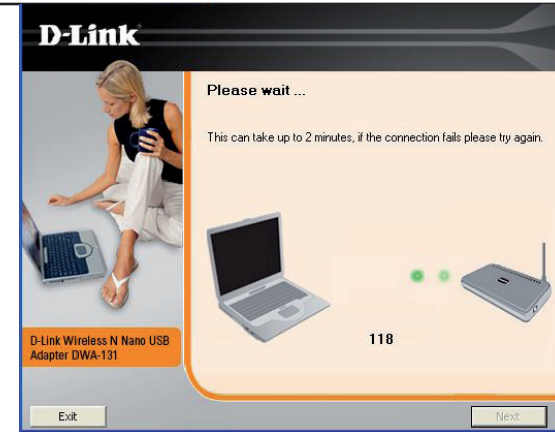 D-Link
Please wait ...
This can take up to 2 minutes, if the connection fails please try again.
118
D-Link Wireless N Nano USB
Adapter DWA-131
Exit
Next